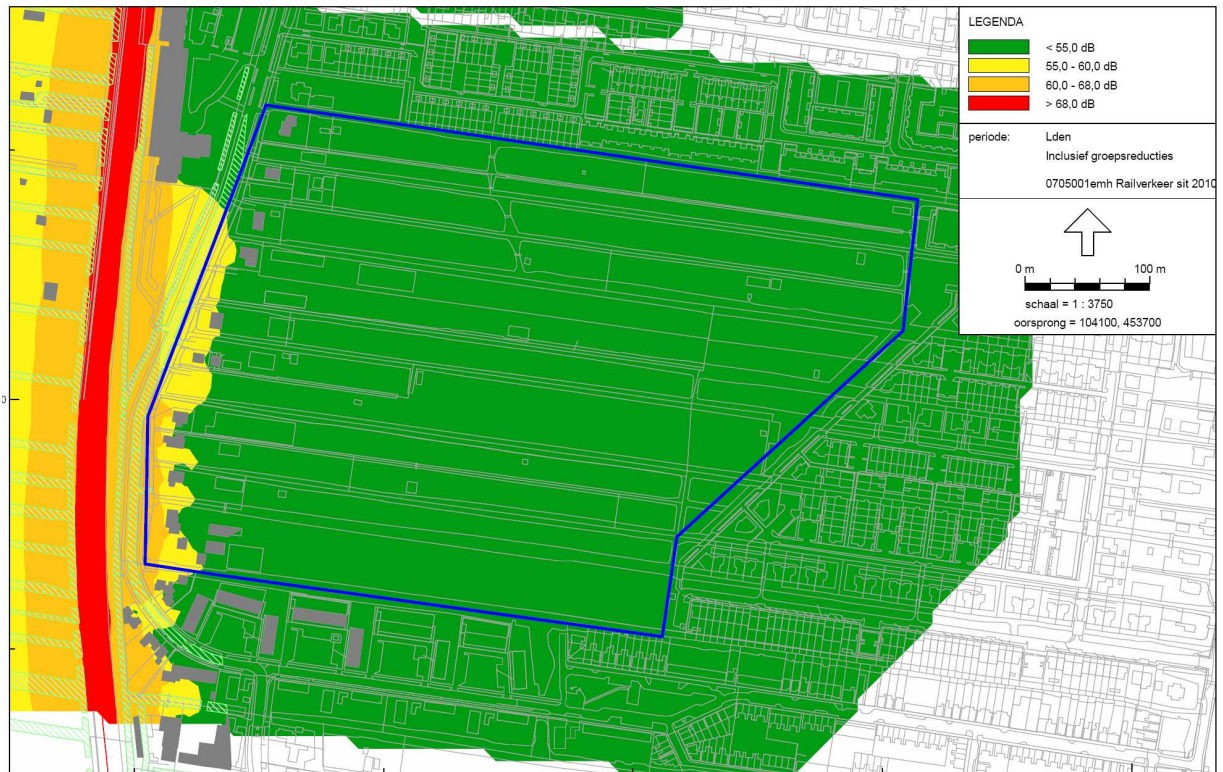 LEGENDA
< 55,0 dB
55,0 - 60,0 dB
60,0 - 68,0 dB
> 68,0 dB
periode: Lden
Inclusief groepsreducties
0705001emh Railverkeer sit 2010
0 m 100 m
schaal = 1 : 3750
oorsprong = 104100, 453700
0